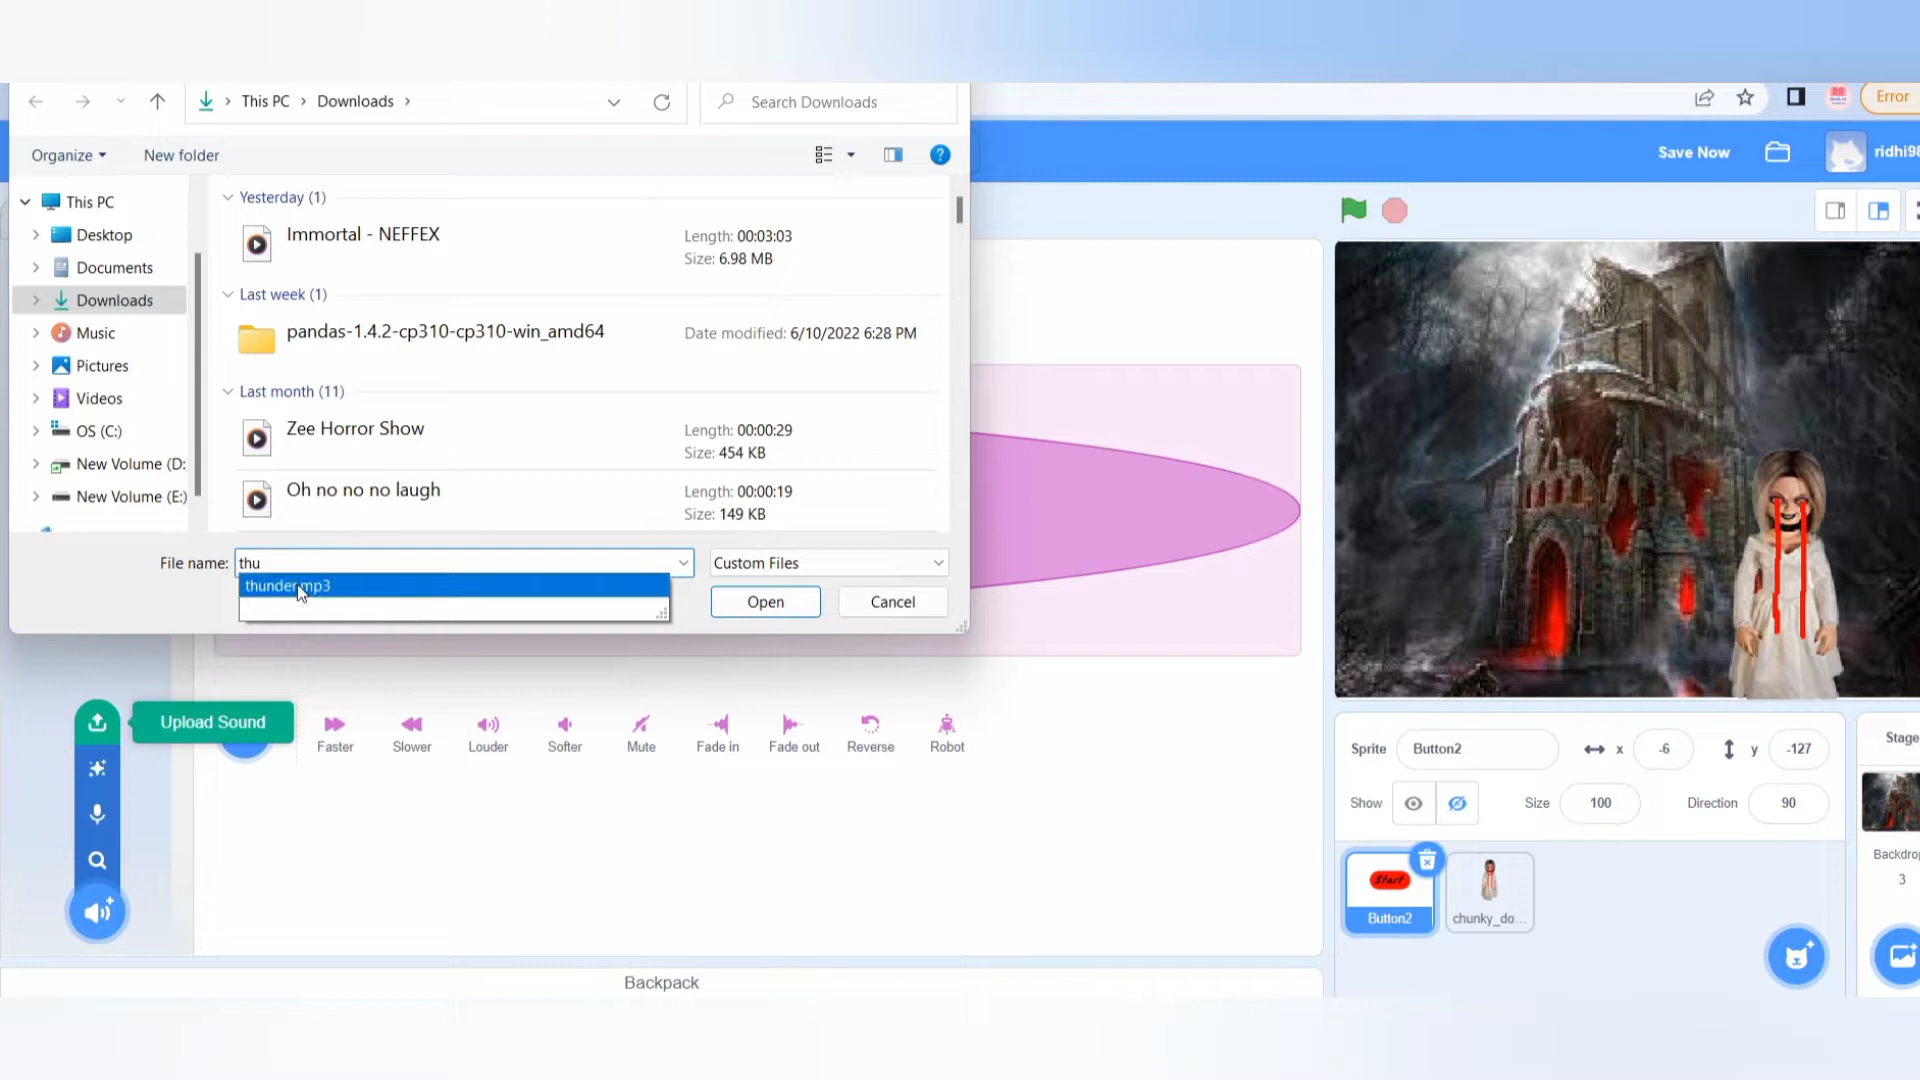 This PC > Downloads >
Search Downloads
Error
Organize
New folder
Save Now
This PC
Desktop
Documents
Downloads
Music
Pictures
Videos
OS (C:)
New Volume (D:
New Volume (E:)
Yesterday (1)
Immortal - NEFFEX
Length: 00:03:03
Size: 6.98 MB
Last week (1)
pandas-1.4.2-cp310-cp310-win_amd64
Date modified: 6/10/2022 6:28 PM
Last month (11)
Zee Horror Show
Length: 00:00:29
Size: 454 KB
Oh no no no laugh
Length: 00:00:19
Size: 149 KB
File name: thu
Custom Files
thunder.mp3
Open
Cancel
Upload Sound
Faster
Slower
Louder
Softer
Mute
Fade in
Fade out
Reverse
Robot
Sprite Button2 x -6 y -127
Show Size 100 Direction 90
Stage
Start
Button2
chunky_do...
3
Backpack